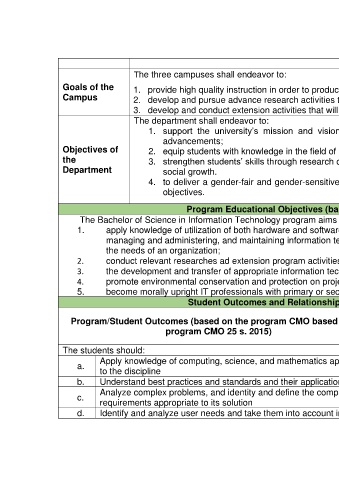 The three campuses shall endeavor to:
Goals of the Campus
1. provide high quality instruction in order to produc
2. develop and pursue advance research activities t
3. develop and conduct extension activities that will
The department shall endeavor to:
Objectives of the Department
1. support the university's mission and vision
advancements;
2. equip students with knowledge in the field of
3. strengthen students' skills through research o
social growth.
4. to deliver a gender-fair and gender-sensitive
objectives.
Program Educational Objectives (ba
The Bachelor of Science in Information Technology program aims
1. apply knowledge of utilization of both hardware and softwar
managing and administering, and maintaining information te
the needs of an organization;
2. conduct relevant researches ad extension program activities
3. the development and transfer of appropriate information tec
4. promote environmental conservation and protection on proje
5. become morally upright IT professionals with primary or sec
Student Outcomes and Relationship
Program/Student Outcomes (based on the program CMO based
program CMO 25 s. 2015)
The students should:
a. Apply knowledge of computing, science, and mathematics ap
to the discipline
b. Understand best practices and standards and their application
c. Analyze complex problems, and identity and define the comp
requirements appropriate to its solution
d. Identify and analyze user needs and take them into account i